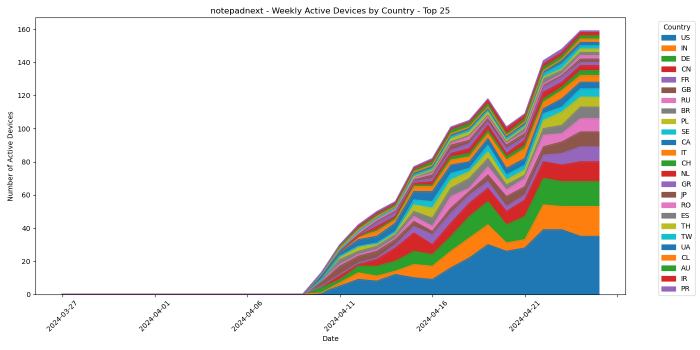 notepadnext - Weekly Active Devices by Country - Top 25
160
140
120
100
80
60
40
20
0
Number of Active Devices
2024-03-27
2024-04-01
2024-04-06
2024-04-11
2024-04-16
2024-04-21
Date
Country
US
IN
DE
CN
FR
GB
RU
BR
PL
SE
CA
IT
CH
NL
GR
JP
RO
ES
TH
TW
UA
CL
AU
IR
PR